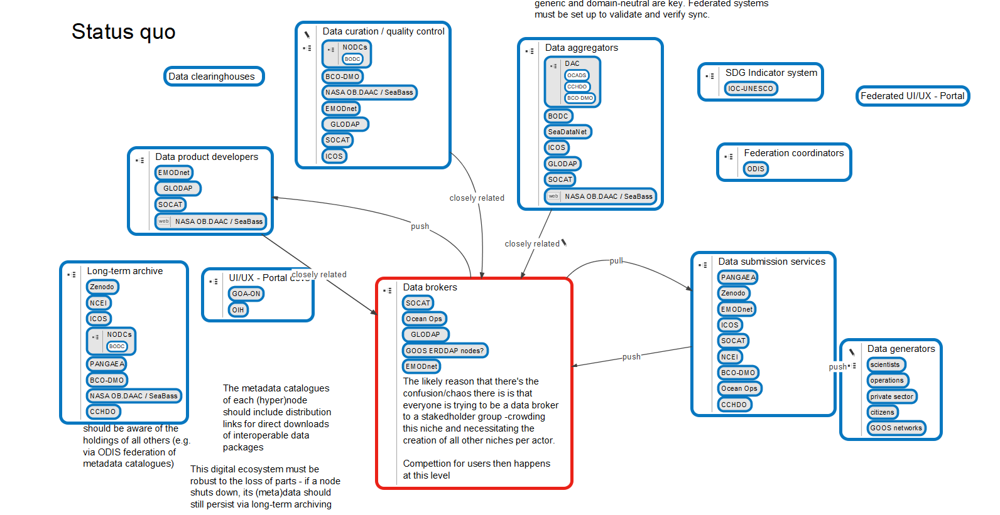 generic and domain-neutral are key. Federated systems
must be set up to validate and verify sync.
Status quo
Data clearinghouses
Data curation / quality control
NODCs
BODC
BCO-DMO
NASA OB.DAAC / SeaBass
EMODnet
GLODAP
SOCAT
ICOS
Data aggregators
DAC
OCADS
CCHDO
BCO-DMO
BODC
SeaDataNet
ICOS
GLODAP
SOCAT
web NASA OB.DAAC / SeaBass
SDG Indicator system
IOC-UNESCO
Federated UI/UX - Portal
Federation coordinators
ODIS
Data product developers
EMODnet
GLODAP
SOCAT
web NASA OB.DAAC / SeaBass
closely related
push
closely related
pull
closely related
push
push
Long-term archive
Zenodo
NCEI
ICOS
NODCs
BODC
PANGAEA
BCO-DMO
NASA OB.DAAC / SeaBass
CCHDO
should be aware of the
holdings of all others (e.g.
via ODIS federation of
metadata catalogues)
UI/UX - Portal
GOA-ON
OIH
The metadata catalogues
of each (hyper)node
should include distribution
links for direct downloads
of interoperable data
packages
This digital ecosystem must be
robust to the loss of parts - if a node
shuts down, its (meta)data should
still persist via long-term archiving
Data brokers
SOCAT
Ocean Ops
GLODAP
GOOS ERDDAP nodes?
EMODnet
The likely reason that there's the
confusion/chaos there is is that
everyone is trying to be a data broker
to a stakedholder group -crowding
this niche and necessitating the
creation of all other niches per actor.
Compettion for users then happens
at this level
Data submission services
PANGAEA
Zenodo
EMODnet
ICOS
SOCAT
NCEI
BCO-DMO
Ocean Ops
CCHDO
Data generators
scientists
operations
private sector
citizens
GOOS networks